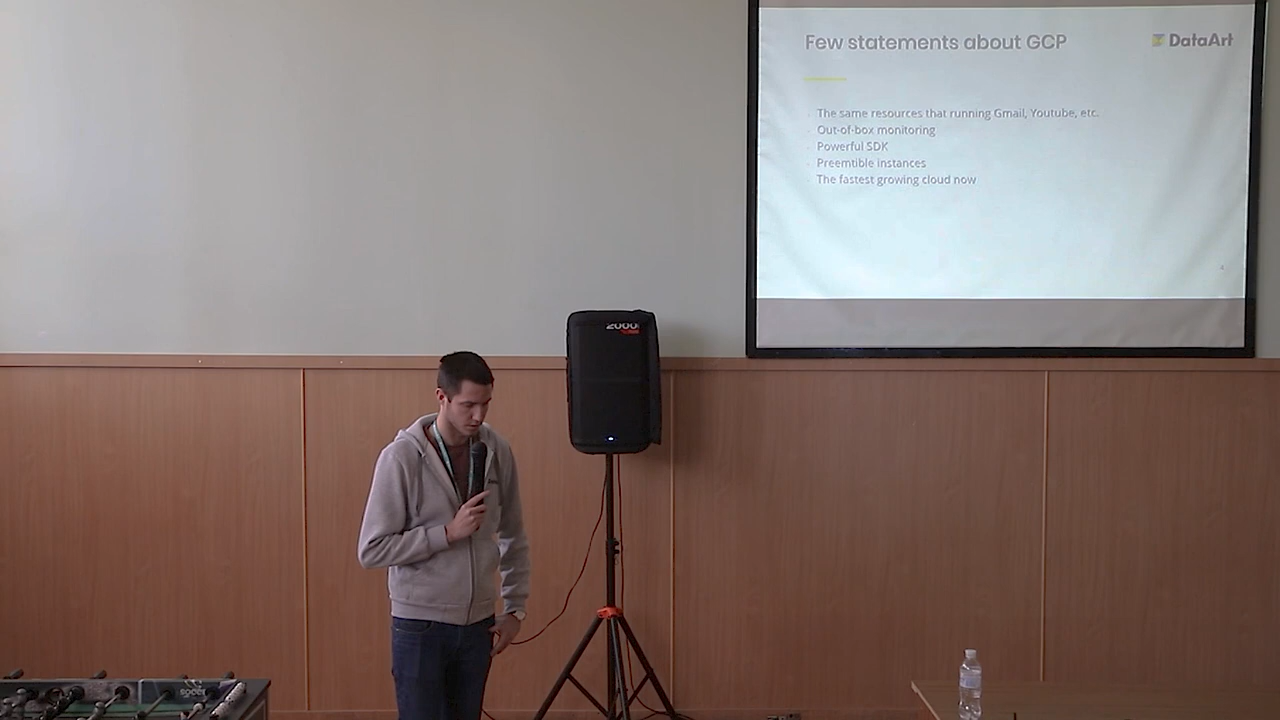 Few statements about GCP
DataArt
The same resources that running Gmail, Youtube, etc.
Out-of-box monitoring
Powerful SDK
Preemtible instances
The fastest growing cloud now
2000
soccer